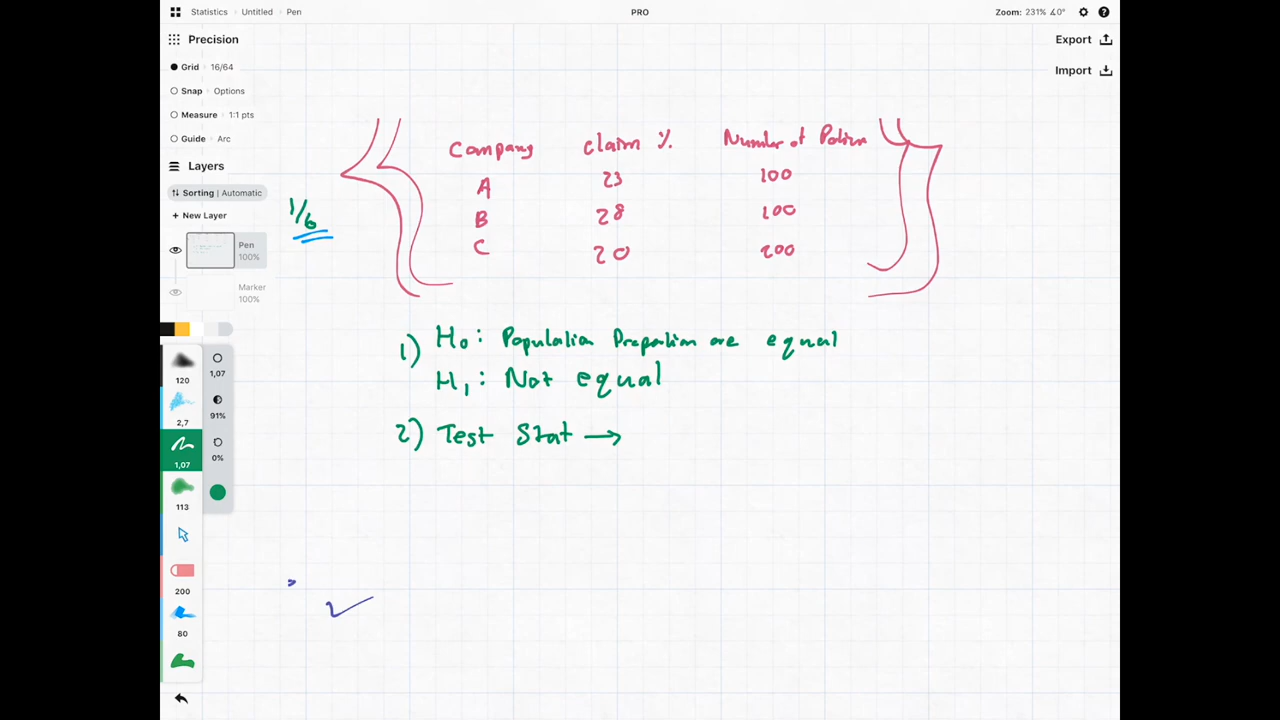 Statistics › Untitled › Pen
PRO
Zoom: 231% ∡0°
Precision
Export
Grid › 16/64
Import
Snap › Options
Measure › 1:1 pts
Guide › Arc
Layers
Sorting | Automatic
+ New Layer
Pen
100%
Marker
100%
1/6
Company claim % Number of
A 23 100
B 28 100
C 20 200
1) H0: Population Proportion are equal
H1: Not equal
2) Test Stat →
120
2,7
1,07
113
200
80
1,07
91%
0%